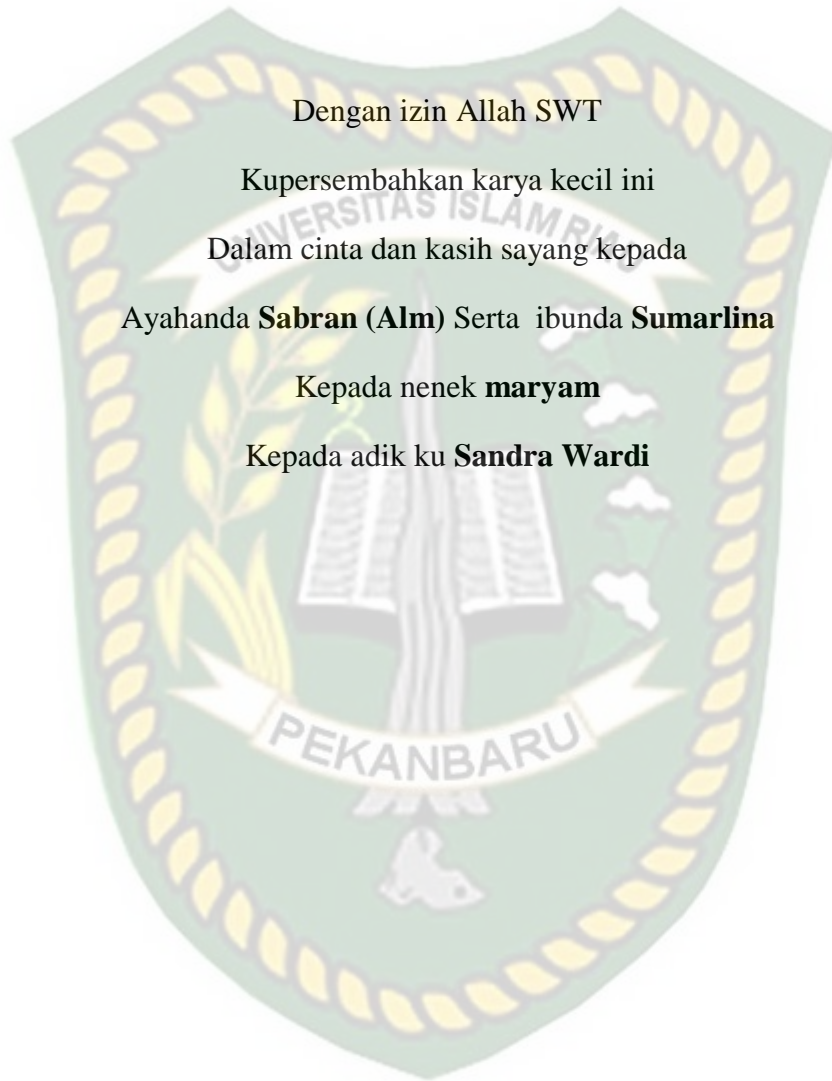 Dengan izin Allah SWT
Kupersembahkan karya kecil ini
UNIVERSITAS ISLAM RIAU
Dalam cinta dan kasih sayang kepada
Ayahanda Sabran (Alm) Serta ibunda Sumarlina
Kepada nenek maryam
Kepada adik ku Sandra Wardi
PEKANBARU